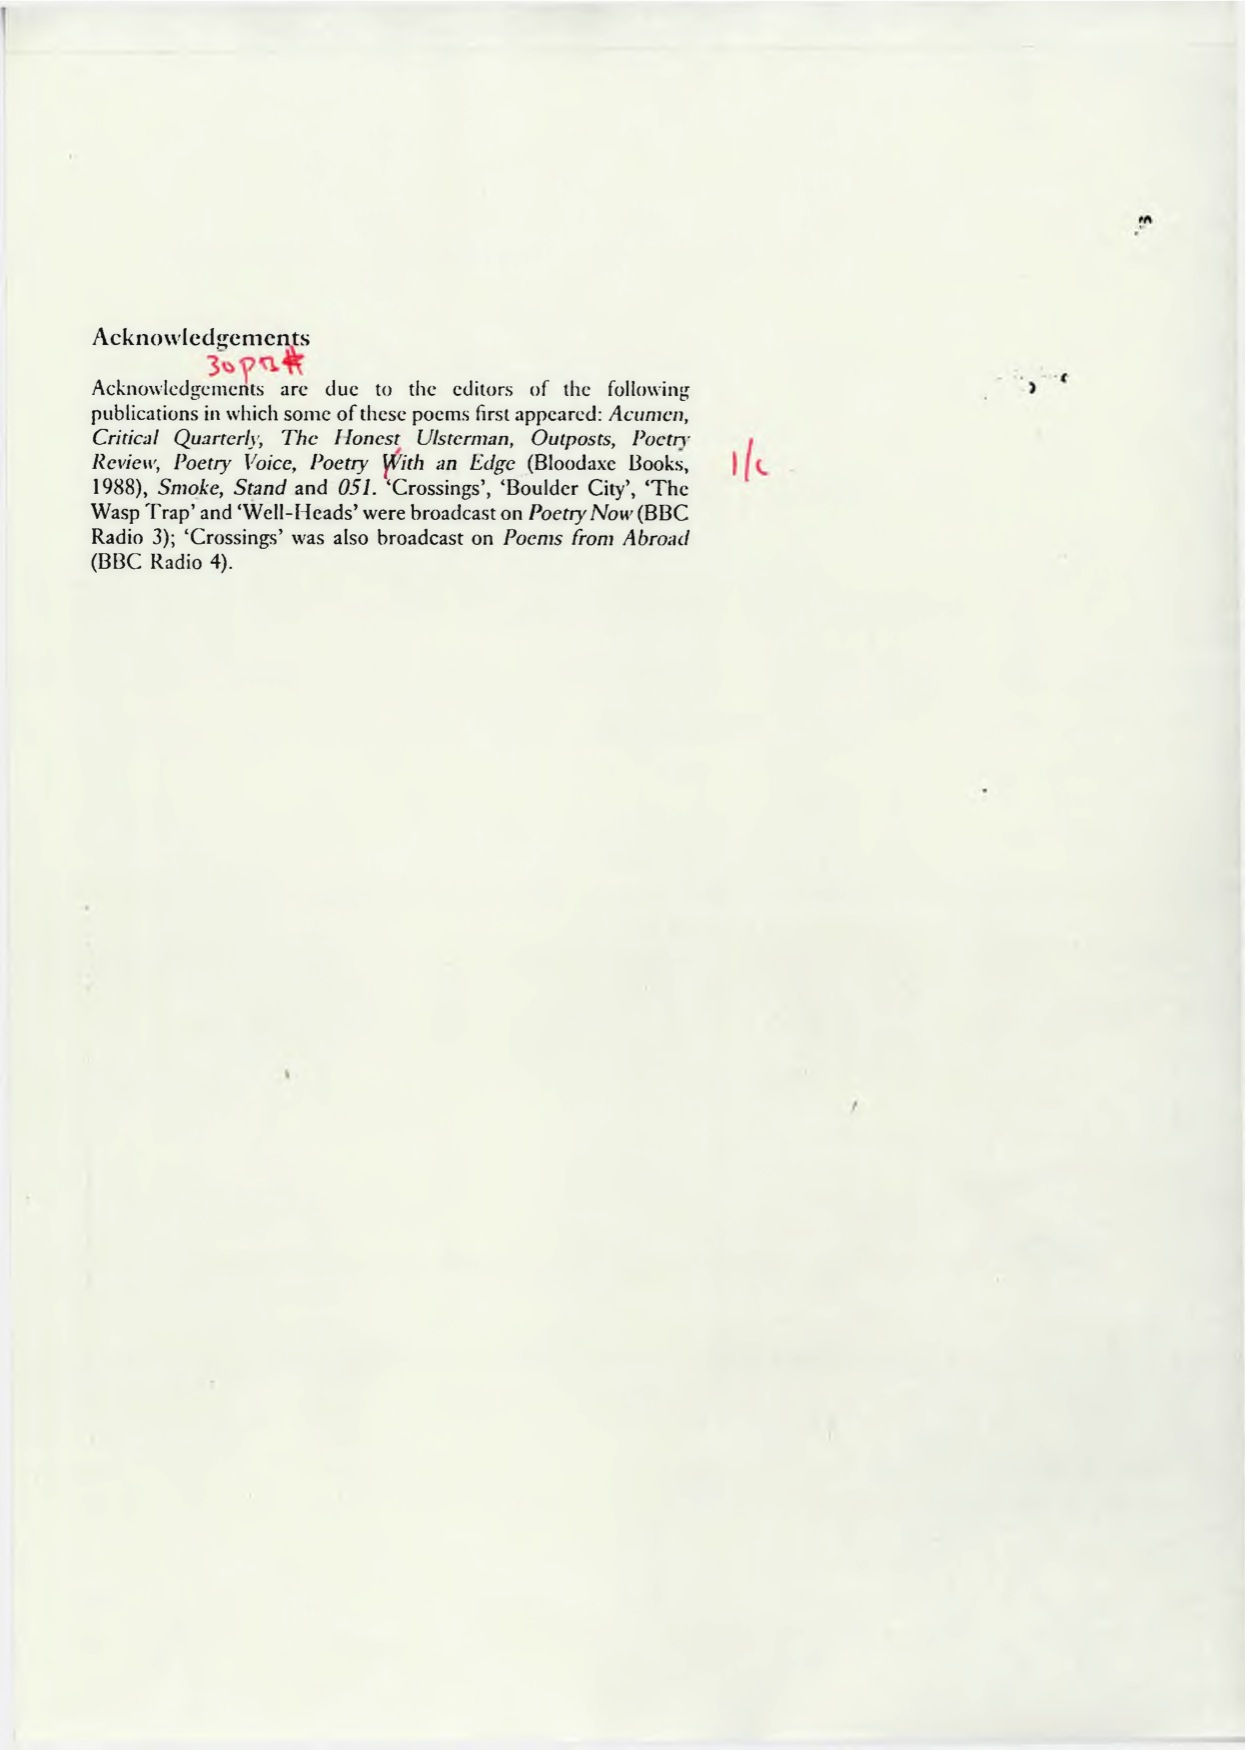 Acknowledgements
30pts#
Acknowledgements are due to the editors of the following
publications in which some of these poems first appeared: Acumen,
Critical Quarterly, The Honest Ulsterman, Outposts, Poetry
Review, Poetry Voice, Poetry With an Edge (Bloodaxe Books,
l/c
1988), Smoke, Stand and 051. ‘Crossings’, ‘Boulder City’, ‘The
Wasp Trap’ and ‘Well-Heads’ were broadcast on Poetry Now (BBC
Radio 3); ‘Crossings’ was also broadcast on Poems from Abroad
(BBC Radio 4).